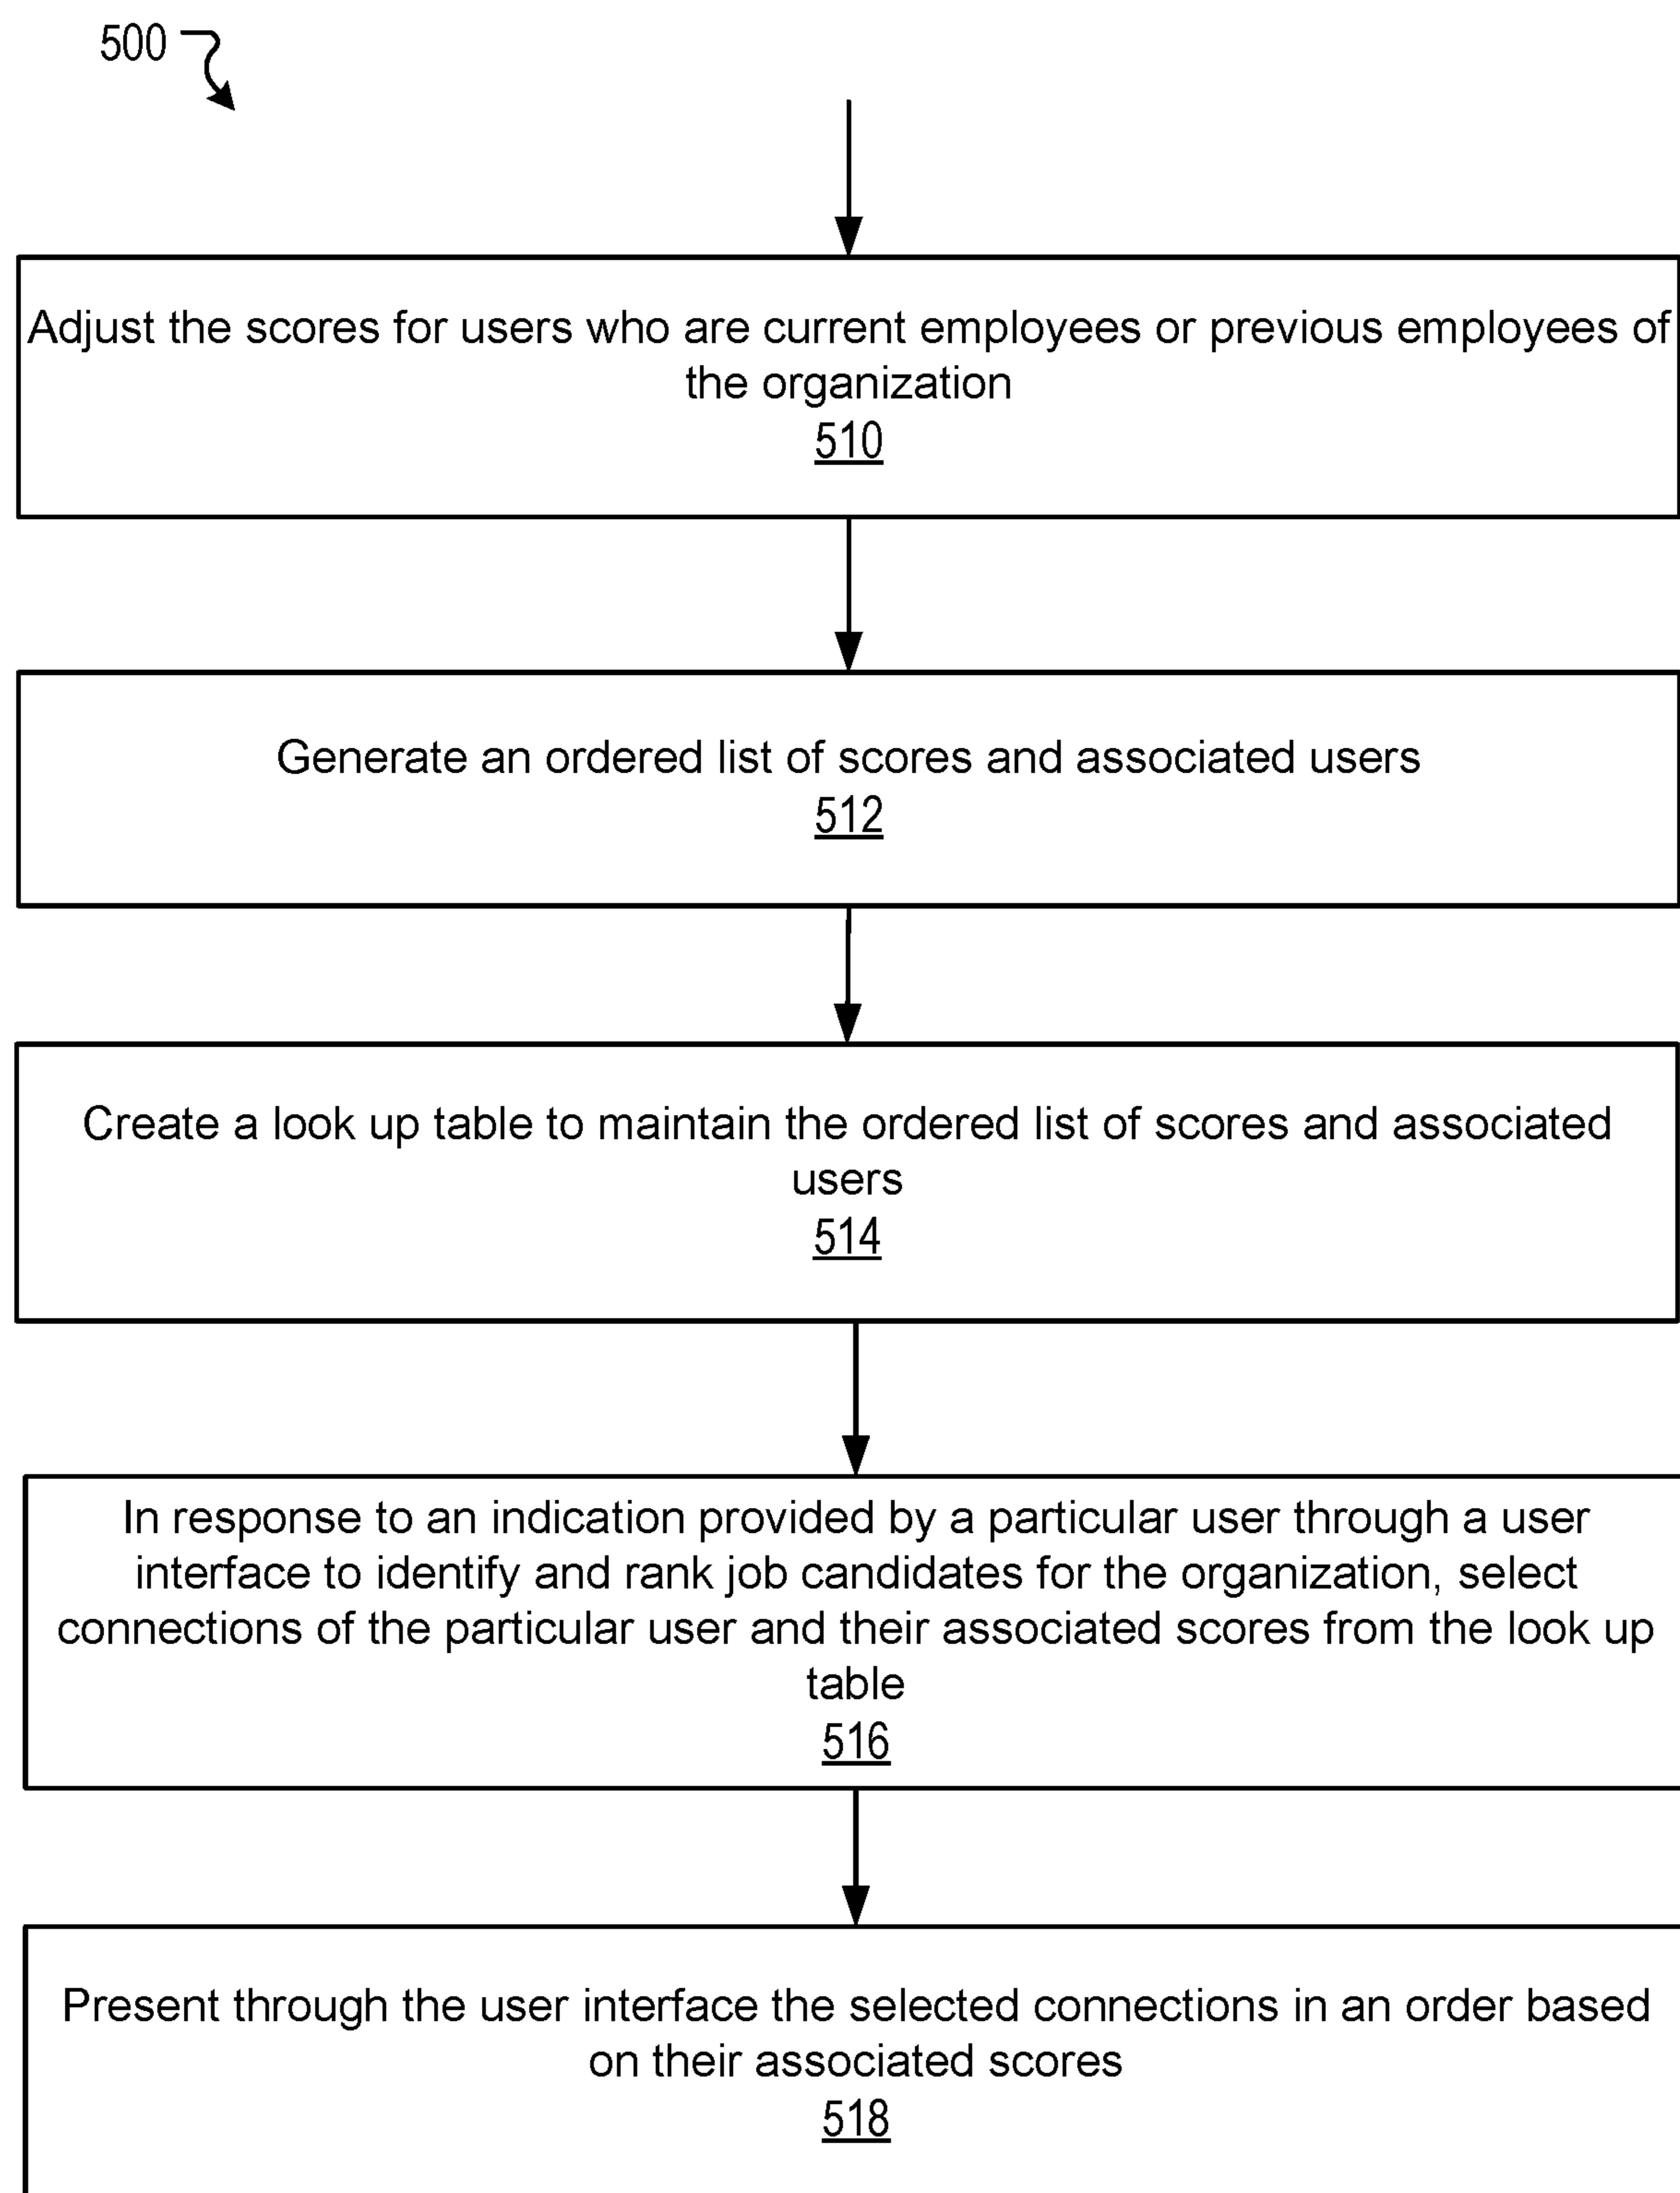 500
Adjust the scores for users who are current employees or previous employees of
the organization
510
Generate an ordered list of scores and associated users
512
Create a look up table to maintain the ordered list of scores and associated
users
514
In response to an indication provided by a particular user through a user
interface to identify and rank job candidates for the organization, select
connections of the particular user and their associated scores from the look up
table
516
Present through the user interface the selected connections in an order based
on their associated scores
518